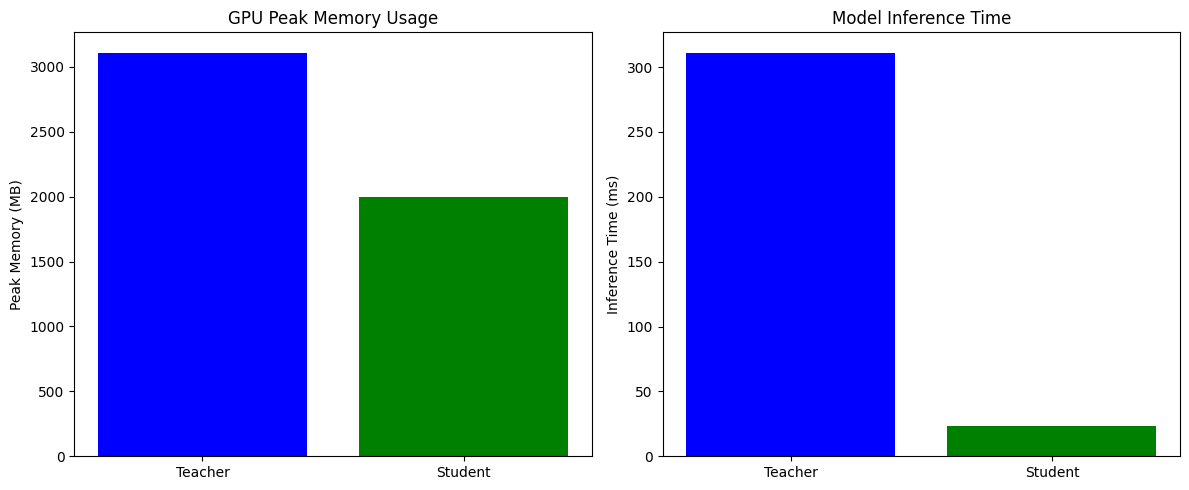 GPU Peak Memory Usage
Peak Memory (MB)
3000
2500
2000
1500
1000
500
0
Teacher Student
Model Inference Time
Inference Time (ms)
300
250
200
150
100
50
0
Teacher Student